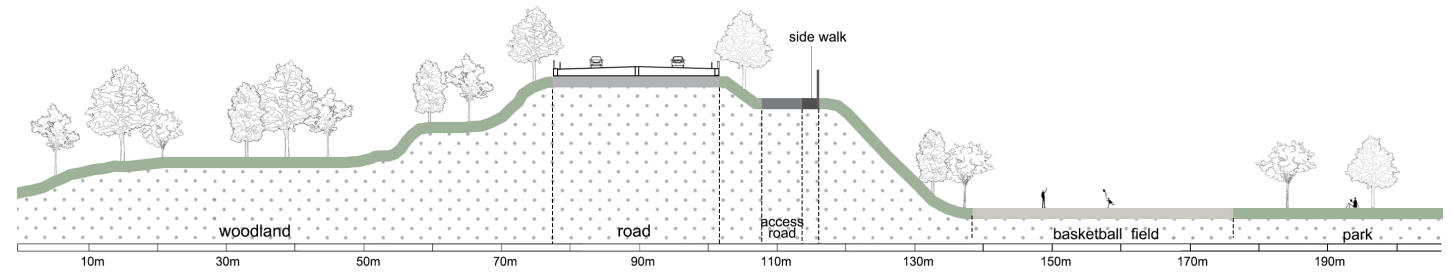 side walk
woodland
road
access
road
basketball field
park
10m 30m 50m 70m 90m 110m 130m 150m 170m 190m